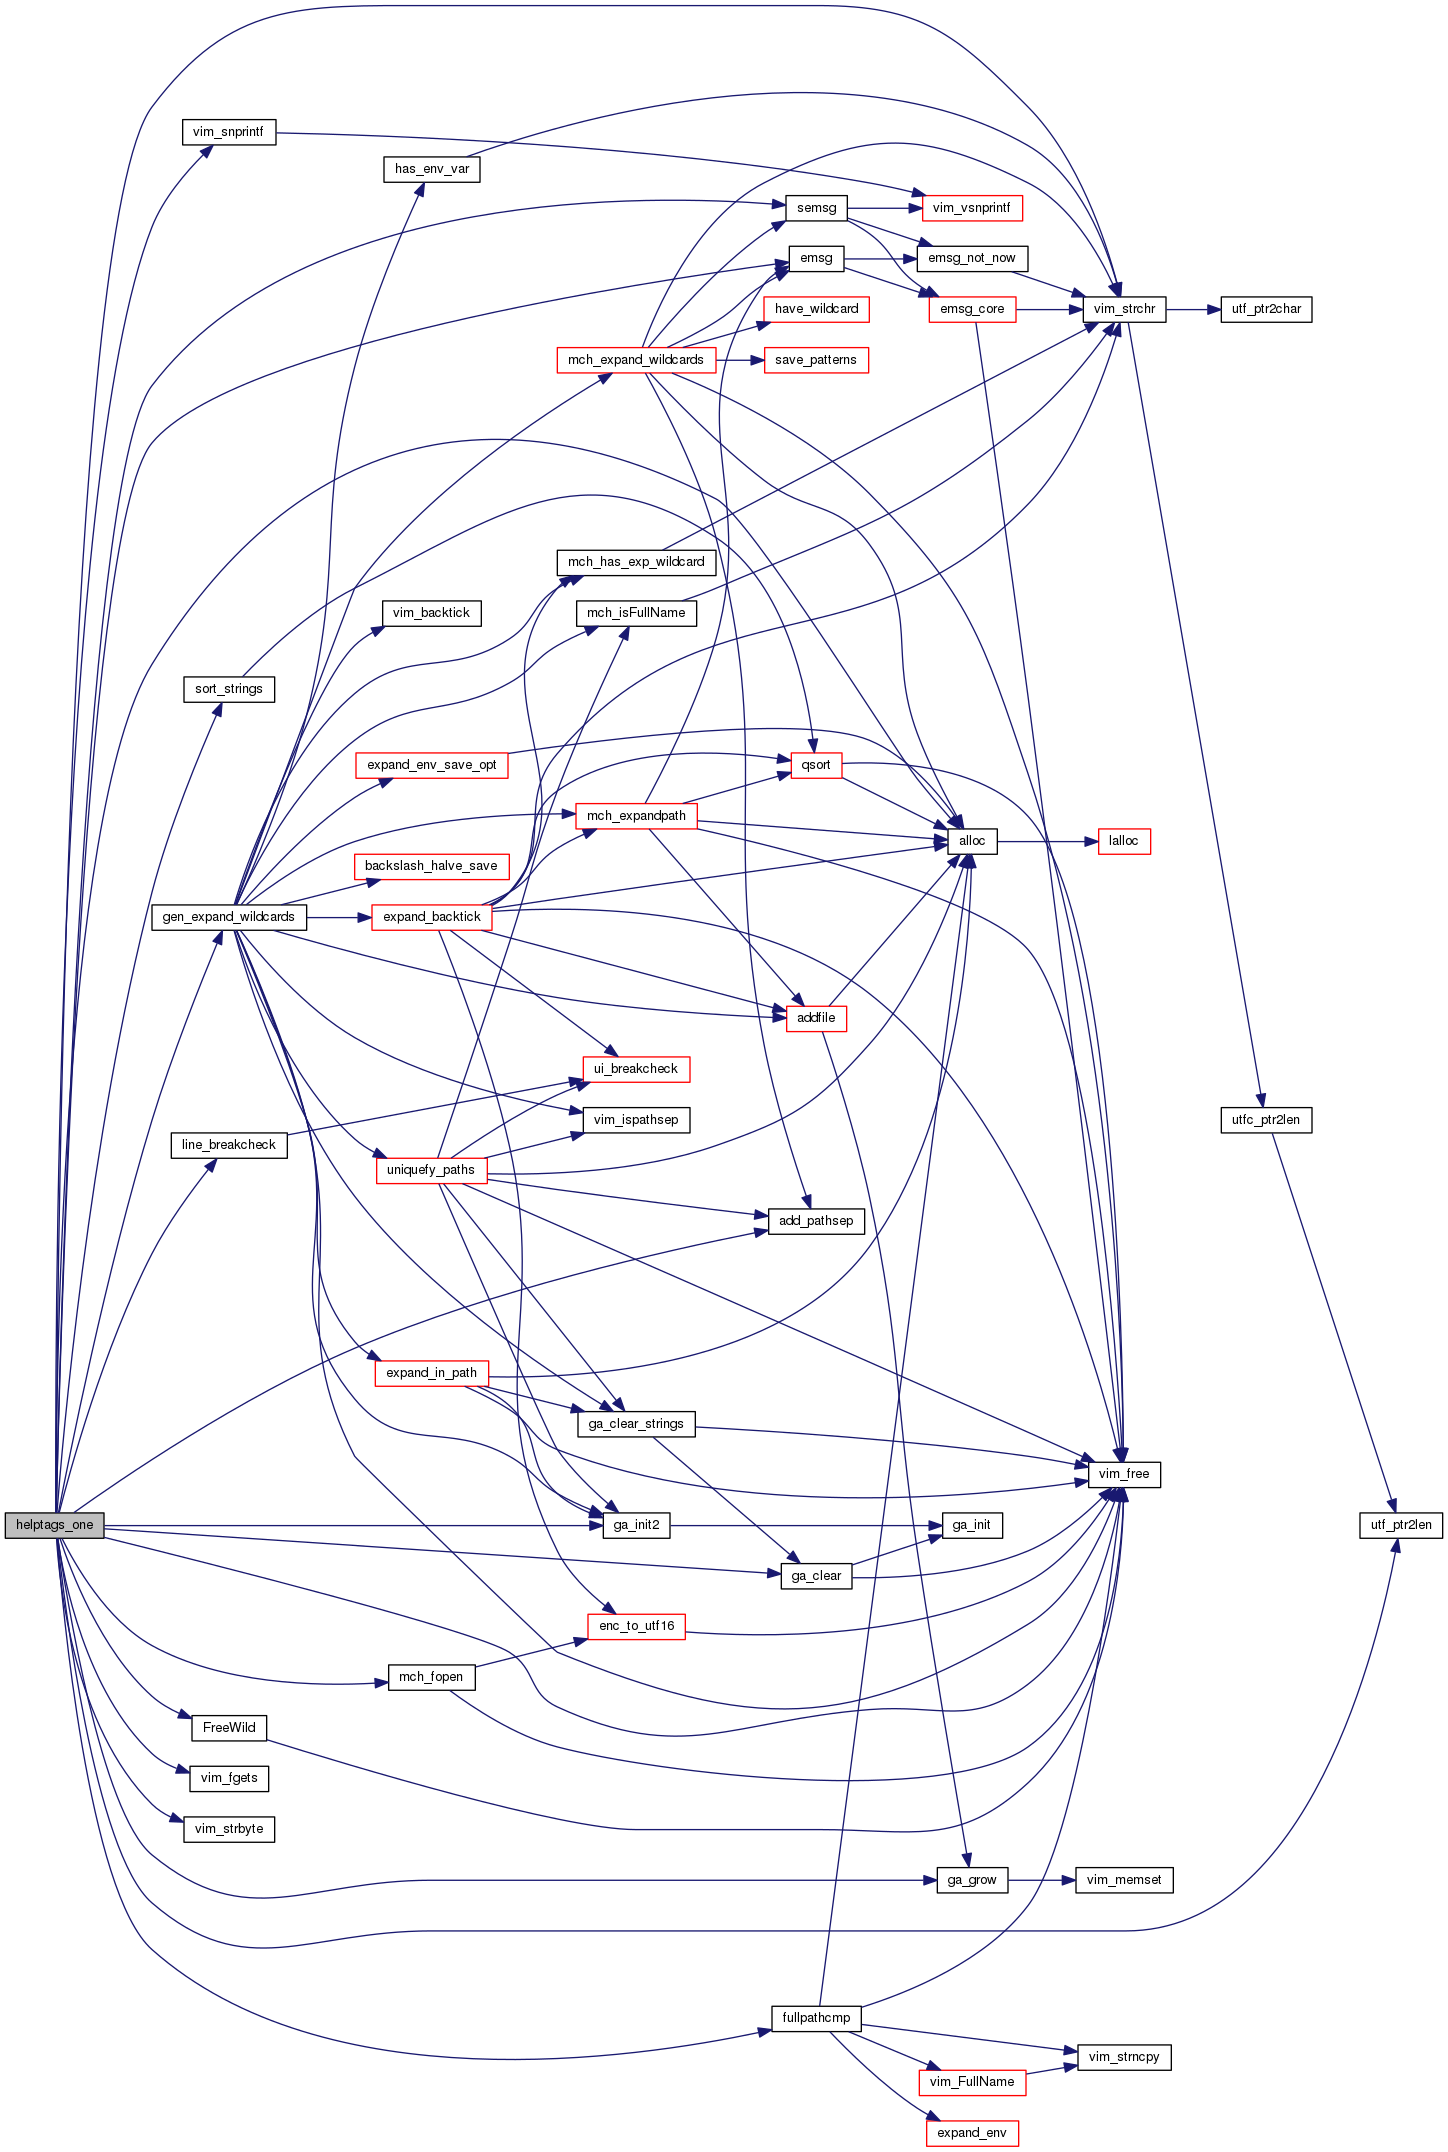 vim_snprintf
has_env_var
semsg
vim_vsnprintf
emsg
emsg_not_now
have_wildcard
emsg_core
vim_strchr
utf_ptr2char
mch_expand_wildcards
save_patterns
mch_has_exp_wildcard
vim_backtick
mch_isFullName
sort_strings
expand_env_save_opt
qsort
mch_expandpath
alloc
lalloc
backslash_halve_save
gen_expand_wildcards
expand_backtick
addfile
ui_breakcheck
vim_ispathsep
utfc_ptr2len
line_breakcheck
uniquefy_paths
add_pathsep
expand_in_path
ga_clear_strings
vim_free
helptags_one
ga_init2
ga_init
utf_ptr2len
ga_clear
enc_to_utf16
mch_fopen
FreeWild
vim_fgets
vim_strbyte
ga_grow
vim_memset
fullpathcmp
vim_strncpy
vim_FullName
expand_env